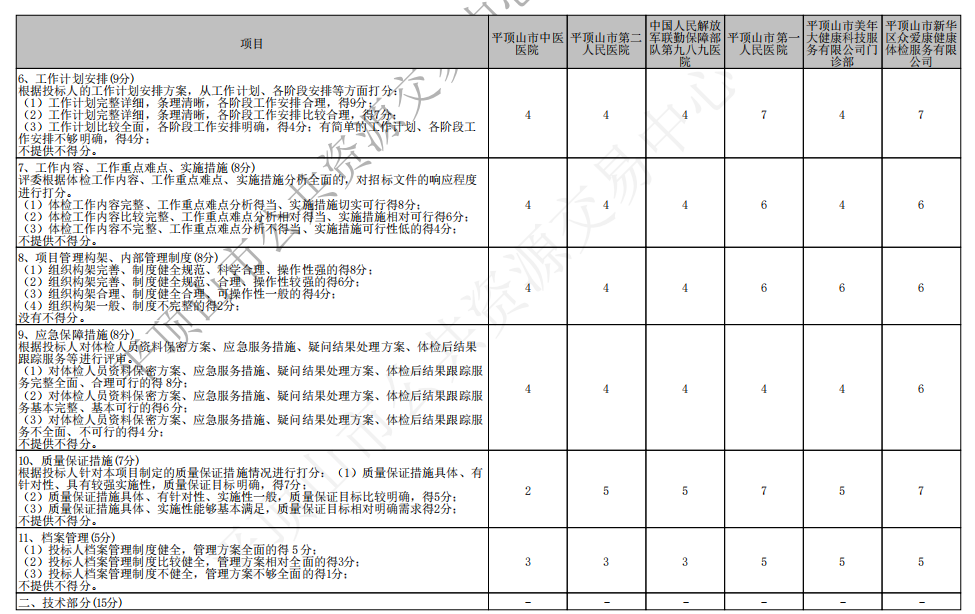 项目
平顶山市中医
医院
平顶山市第二
人民医院
中国人民解放
军联勤保障部
队第九八九医
院
平顶山市第一
人民医院
平顶山市美年
大健康科技服
务有限公司门
诊部
平顶山市新华
区众爱康健康
体检服务有限
公司
6、工作计划安排(9分)
根据投标人的工作计划安排方案，从工作计划、各阶段安排等方面打分:
（1）工作计划完整详细，条理清晰，各阶段工作安排合理，得9分；
（2）工作计划完整详细，条理清晰，各阶段工作安排比较合理，得7分；
（3）工作计划比较全面，各阶段工作安排明确，得4分；有简单的工作计划、各阶段工
作安排不够明确，得4分；
不提供不得分。
4 4 4 7 4 7
7、工作内容、工作重点难点、实施措施(8分)
评委根据体检工作内容、工作重点难点、实施措施分析全面的，对招标文件的响应程度
进行打分。
（1）体检工作内容完整、工作重点难点分析得当、实施措施切实可行得8分；
（2）体检工作内容比较完整、工作重点难点分析相对得当、实施措施相对可行得6分；
（3）体检工作内容不完整、工作重点难点分析不得当、实施措施可行性低的得4分；
不提供不得分。
4 4 4 6 4 6
8、项目管理构架、内部管理制度(8分)
（1）组织构架完善、制度健全规范、科学合理、操作性强的得8分；
（2）组织构架完善、制度健全规范、合理、操作性较强的得6分；
（3）组织构架合理、制度健全合理、可操作性一般的得4分；
（4）组织构架一般、制度不完整的得2分；
没有不得分。
4 4 4 6 6 6
9、应急保障措施(8分)
根据投标人对体检人员资料保密方案、应急服务措施、疑问结果处理方案、体检后结果
跟踪服务等进行评审。
（1）对体检人员资料保密方案、应急服务措施、疑问结果处理方案、体检后结果跟踪服
务完整全面、合理可行的得 8分；
（2）对体检人员资料保密方案、应急服务措施、疑问结果处理方案、体检后结果跟踪服
务基本完整、基本可行的得6 分；
（3）对体检人员资料保密方案、应急服务措施、疑问结果处理方案、体检后结果跟踪服
务不全面、不可行的得4 分；
不提供不得分。
4 4 4 4 4 6
10、质量保证措施(7分)
根据投标人针对本项目制定的质量保证措施情况进行打分: （1）质量保证措施具体、有
针对性、具有较强实施性，质量保证目标明确，得7分；
（2）质量保证措施具体、有针对性、实施性一般，质量保证目标比较明确，得5分；
（3）质量保证措施具体、实施性能够基本满足，质量保证目标相对明确需求得2分；
不提供不得分。
2 5 5 7 5 7
11、档案管理(5分)
（1）投标人档案管理制度健全，管理方案全面的得 5 分；
（2）投标人档案管理制度比较健全，管理方案相对全面的得3分；
（3）投标人档案管理制度不健全，管理方案不够全面的得1分；
不提供不得分。
3 3 3 5 5 5
二、技术部分(15分)
– – – – – –
平顶山市公共资源交易中心
平顶山市公共资源交易中心